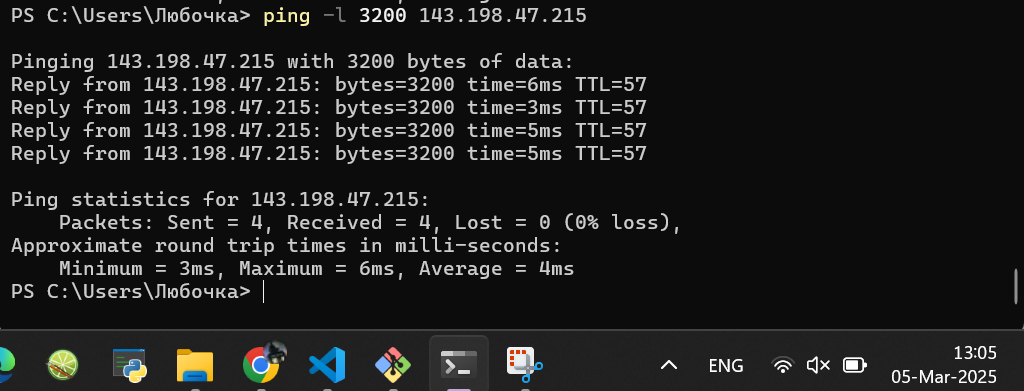 PS C:\Users\Любочка> ping -l 3200 143.198.47.215
Pinging 143.198.47.215 with 3200 bytes of data:
Reply from 143.198.47.215: bytes=3200 time=6ms TTL=57
Reply from 143.198.47.215: bytes=3200 time=3ms TTL=57
Reply from 143.198.47.215: bytes=3200 time=5ms TTL=57
Reply from 143.198.47.215: bytes=3200 time=5ms TTL=57
Ping statistics for 143.198.47.215:
    Packets: Sent = 4, Received = 4, Lost = 0 (0% loss),
Approximate round trip times in milli-seconds:
    Minimum = 3ms, Maximum = 6ms, Average = 4ms
PS C:\Users\Любочка>
ENG
13:05
05-Mar-2025